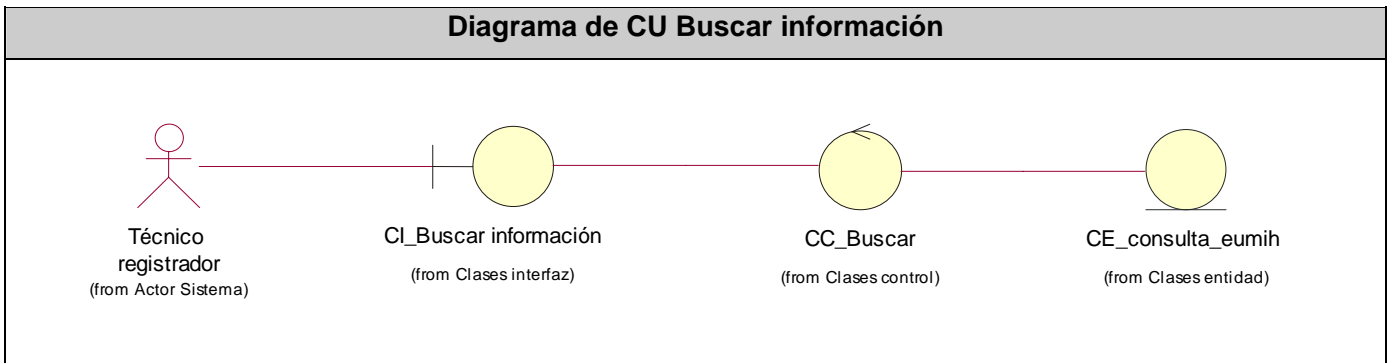 Diagrama de CU Buscar información
Técnico
registrador
(from Actor Sistema)
CI_Buscar información
(from Clases interfaz)
CC_Buscar
(from Clases control)
CE_consulta_eumih
(from Clases entidad)